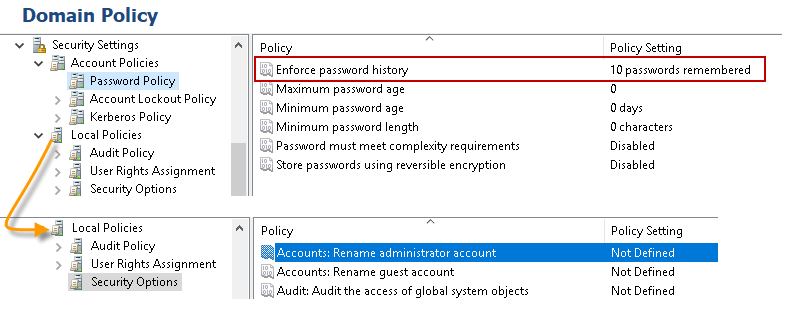 Domain Policy
Security Settings
Account Policies
Password Policy
Account Lockout Policy
Kerberos Policy
Local Policies
Audit Policy
User Rights Assignment
Security Options
Policy Policy Setting
Enforce password history 10 passwords remembered
Maximum password age 0
Minimum password age 0 days
Minimum password length 0 characters
Password must meet complexity requirements Disabled
Store passwords using reversible encryption Disabled
Local Policies
Audit Policy
User Rights Assignment
Security Options
Policy Policy Setting
Accounts: Rename administrator account Not Defined
Accounts: Rename guest account Not Defined
Audit: Audit the access of global system objects Not Defined